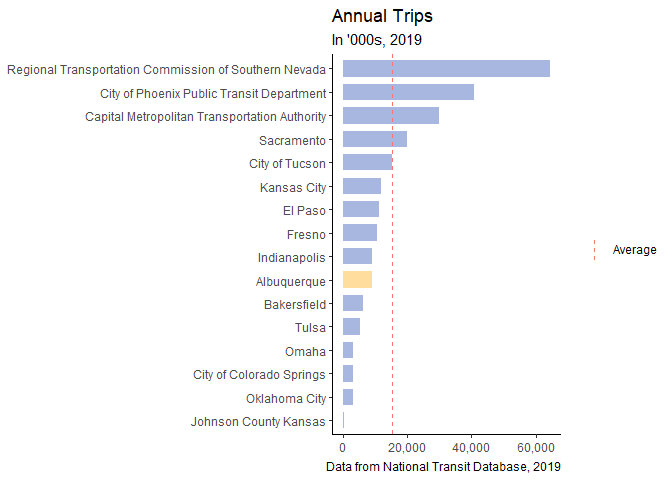 Annual Trips
In '000s, 2019
Regional Transportation Commission of Southern Nevada
City of Phoenix Public Transit Department
Capital Metropolitan Transportation Authority
Sacramento
City of Tucson
Kansas City
El Paso
Fresno
Indianapolis
Albuquerque
Bakersfield
Tulsa
Omaha
City of Colorado Springs
Oklahoma City
Johnson County Kansas
Average
0 20,000 40,000 60,000
Data from National Transit Database, 2019